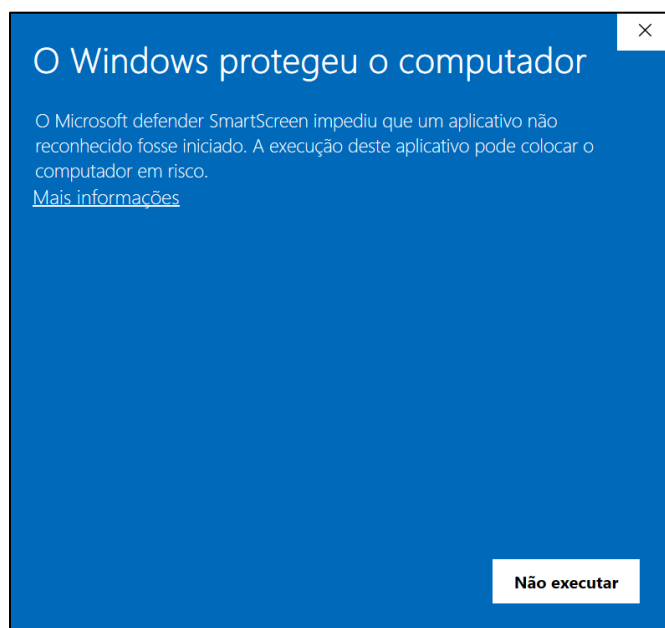 O Windows protegeu o computador
O Microsoft defender SmartScreen impediu que um aplicativo não
reconhecido fosse iniciado. A execução deste aplicativo pode colocar o
computador em risco.
Mais informações
Não executar